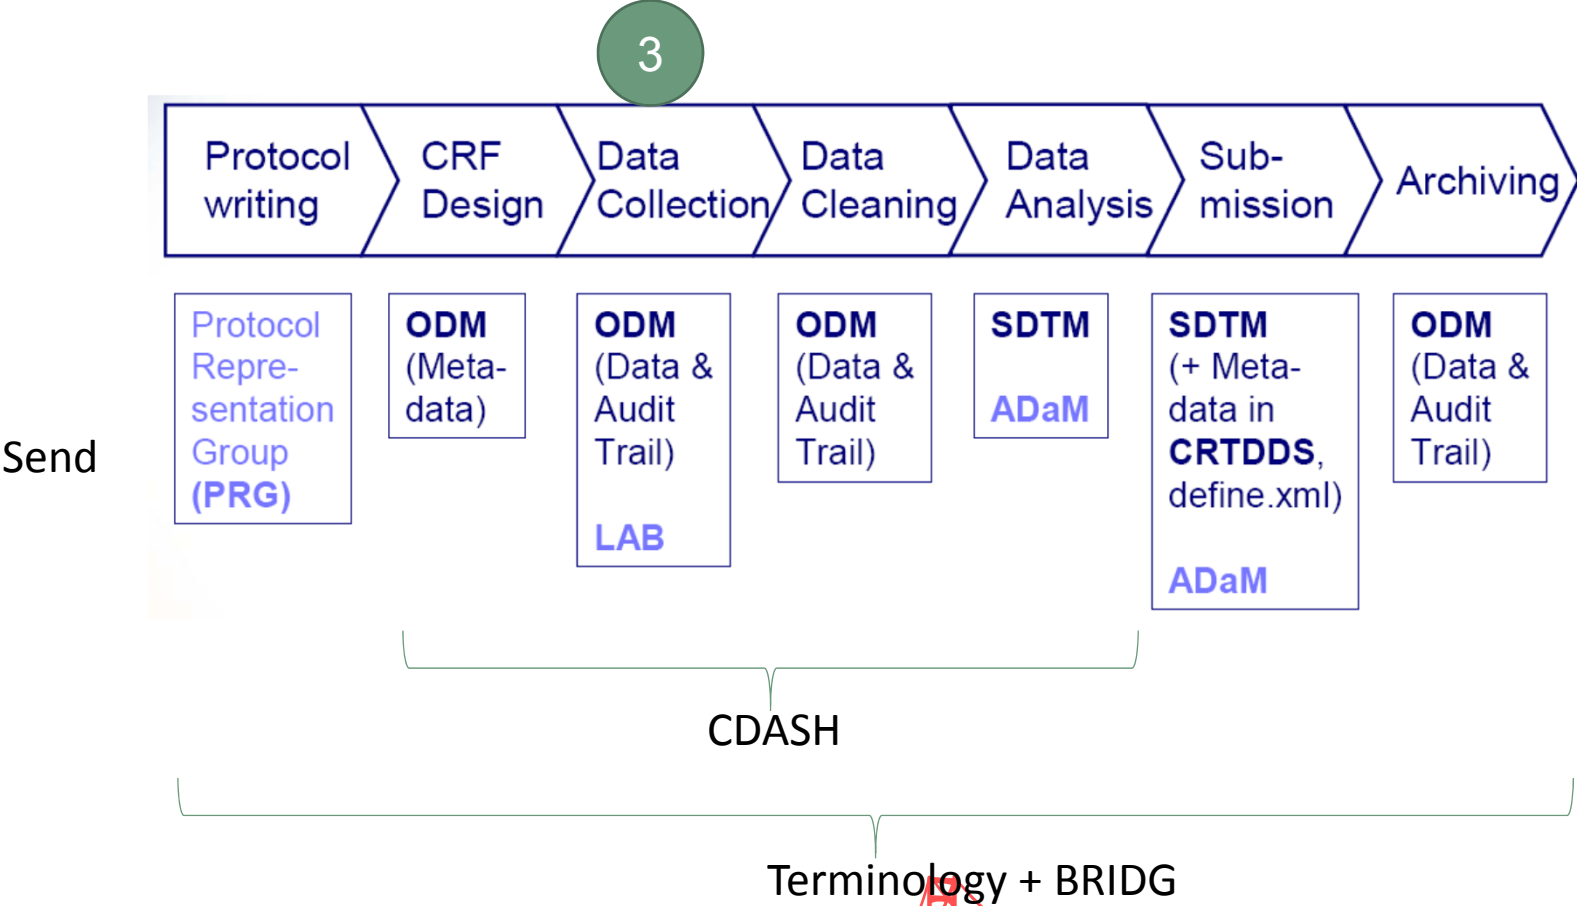 3
Protocol
writing
CRF
Design
Data
Collection
Data
Cleaning
Data
Analysis
Sub-
mission
Archiving
Send
Protocol
Repre-
sentation
Group
(PRG)
ODM
(Meta-
data)
ODM
(Data &
Audit
Trail)
LAB
ODM
(Data &
Audit
Trail)
SDTM
ADaM
SDTM
(+ Meta-
data in
CRTDDS,
define.xml)
ADaM
ODM
(Data &
Audit
Trail)
CDASH
Terminology + BRIDG